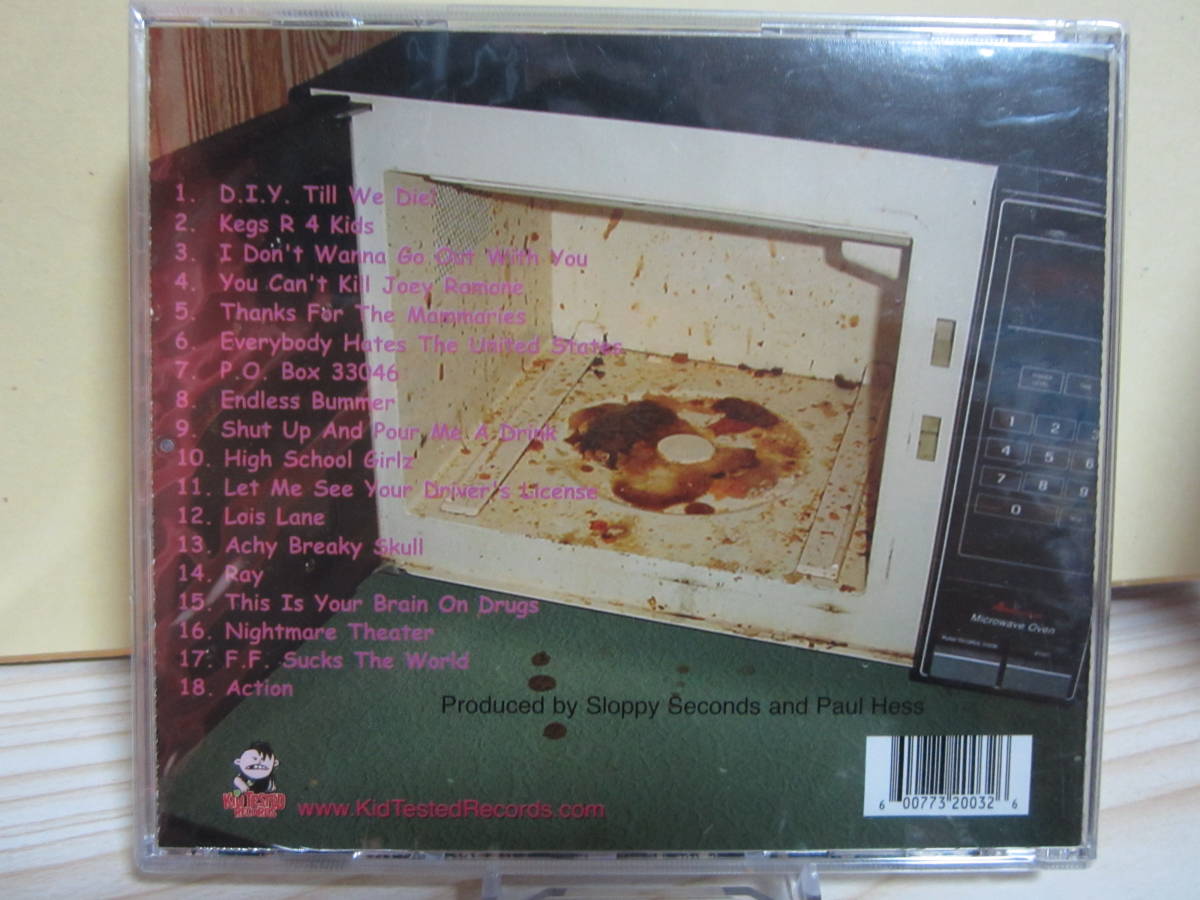 1. D.I.Y. Till We Die!
2. Kegs R 4 Kids
3. I Don't Wanna Go Out With You
4. You Can't Kill Joey Ramone
5. Thanks For The Mammaries
6. Everybody Hates The United States
7. P.O. Box 33046
8. Endless Bummer
9. Shut Up And Pour Me A Drink
10. High School Girlz
11. Let Me See Your Driver's License
12. Lois Lane
13. Achy Breaky Skull
14. Ray
15. This Is Your Brain On Drugs
16. Nightmare Theater
17. F.F. Sucks The World
18. Action
1 2 3
4 5 6
7 8 9
0
Microwave Oven
Produced by Sloppy Seconds and Paul Hess
KID TESTED
RECORDS
www.KidTestedRecords.com
6 00773 20032 6